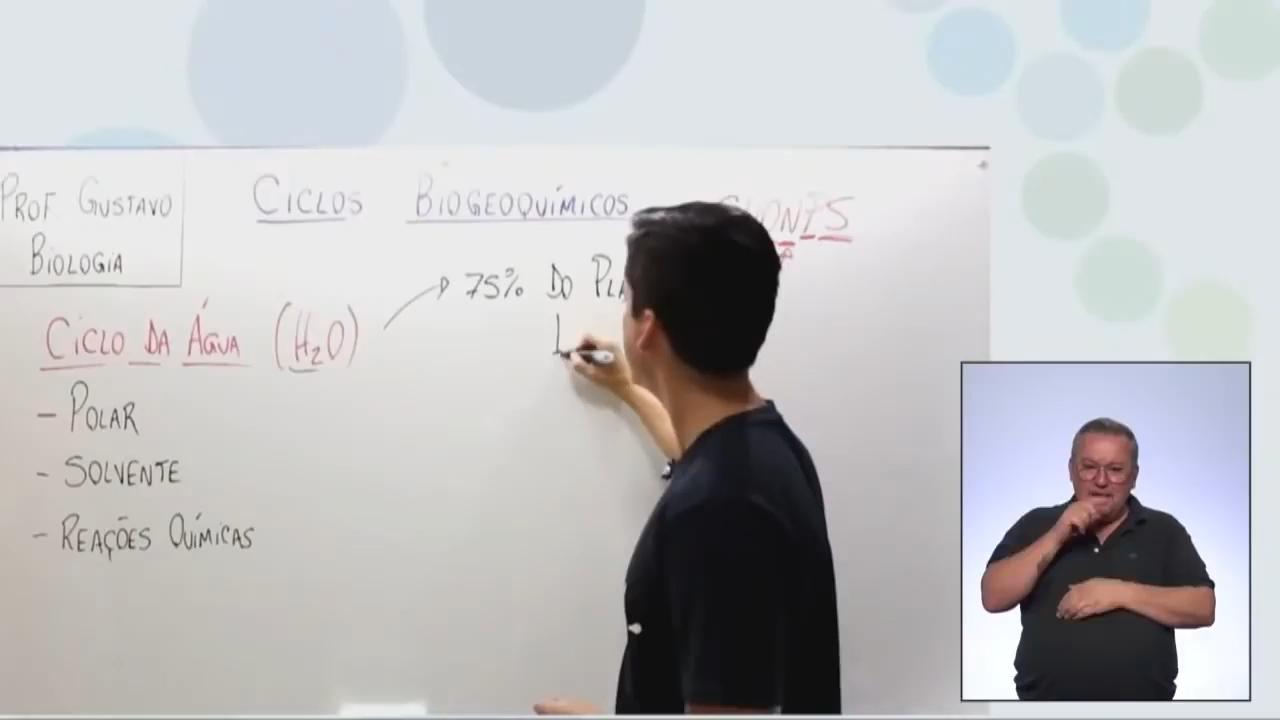 PROF. GUSTAVO
BIOLOGIA
CICLOS BIOGEOQUÍMICOS
CICLO DA ÁGUA (H₂O)
75% DO
- POLAR
- SOLVENTE
- REAÇÕES QUÍMICAS